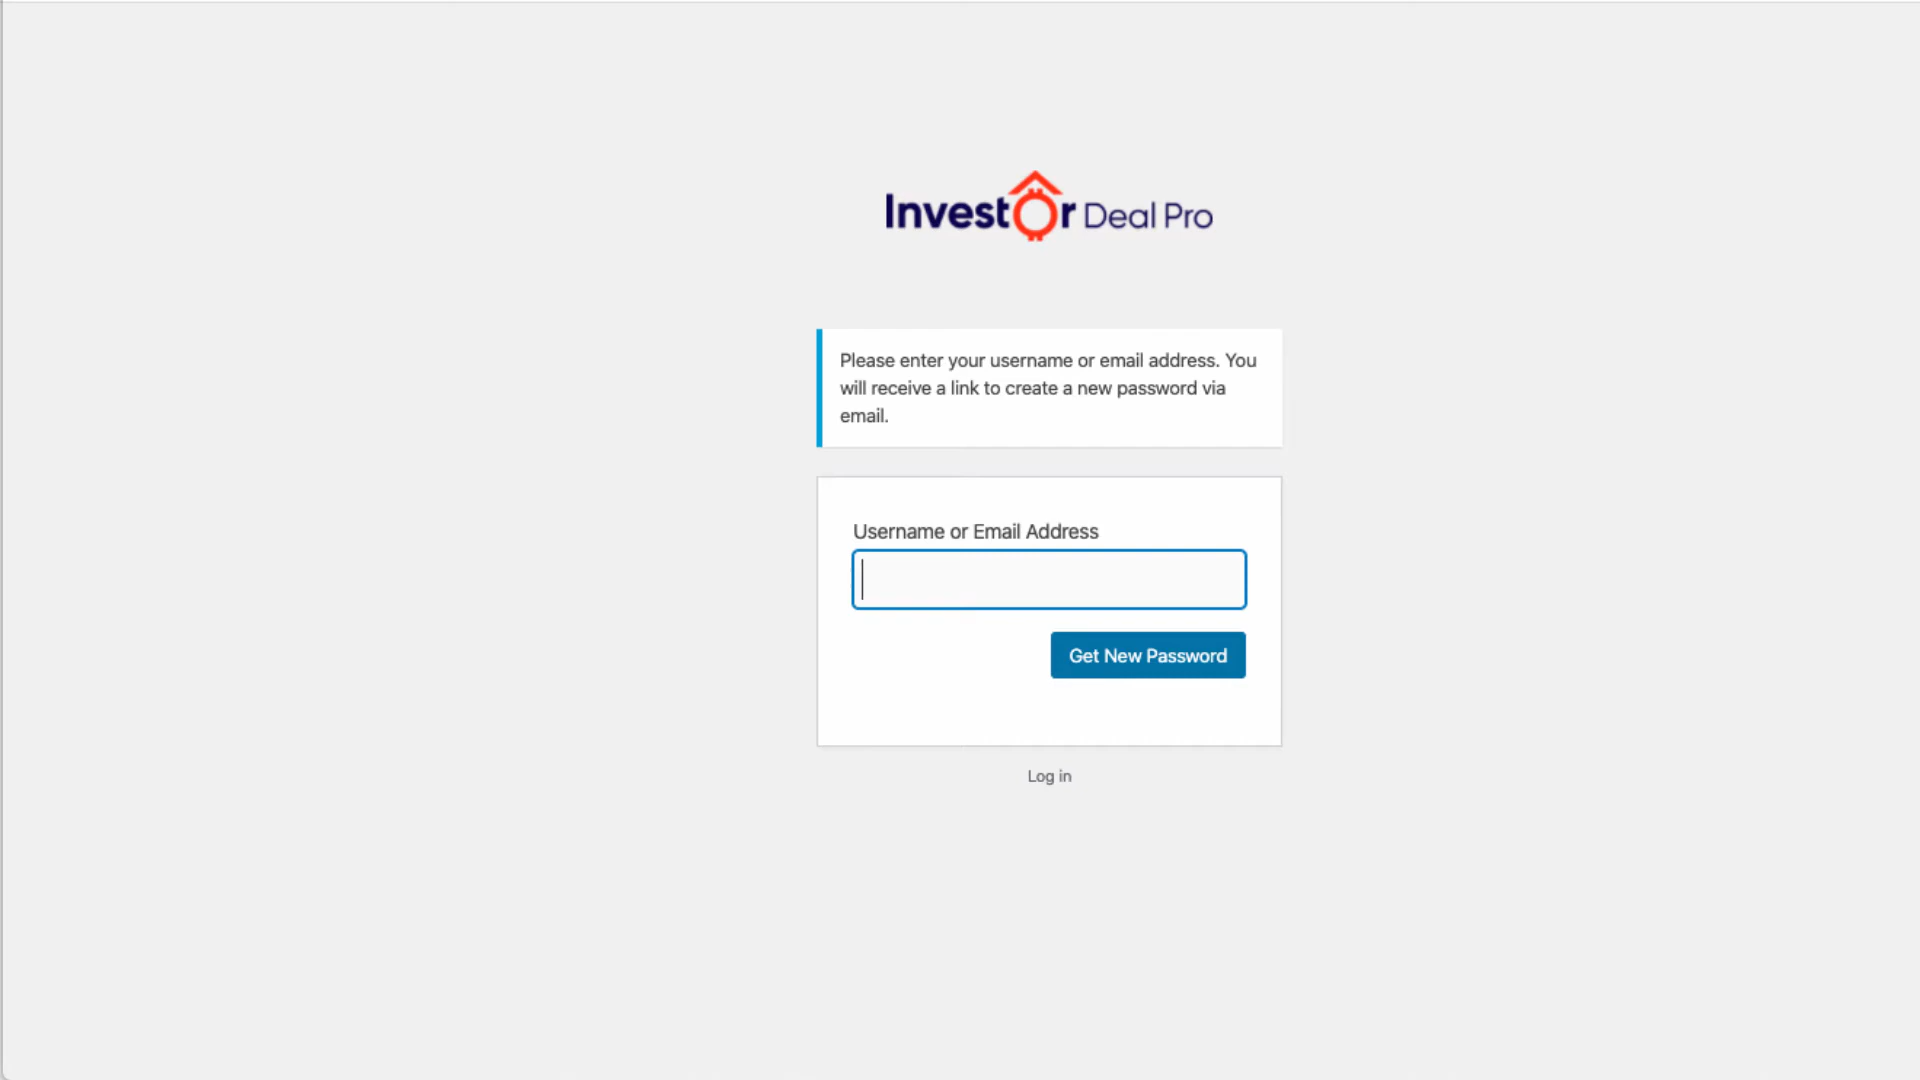 Investor Deal Pro
Please enter your username or email address. You
will receive a link to create a new password via
email.
Username or Email Address
Get New Password
Log in